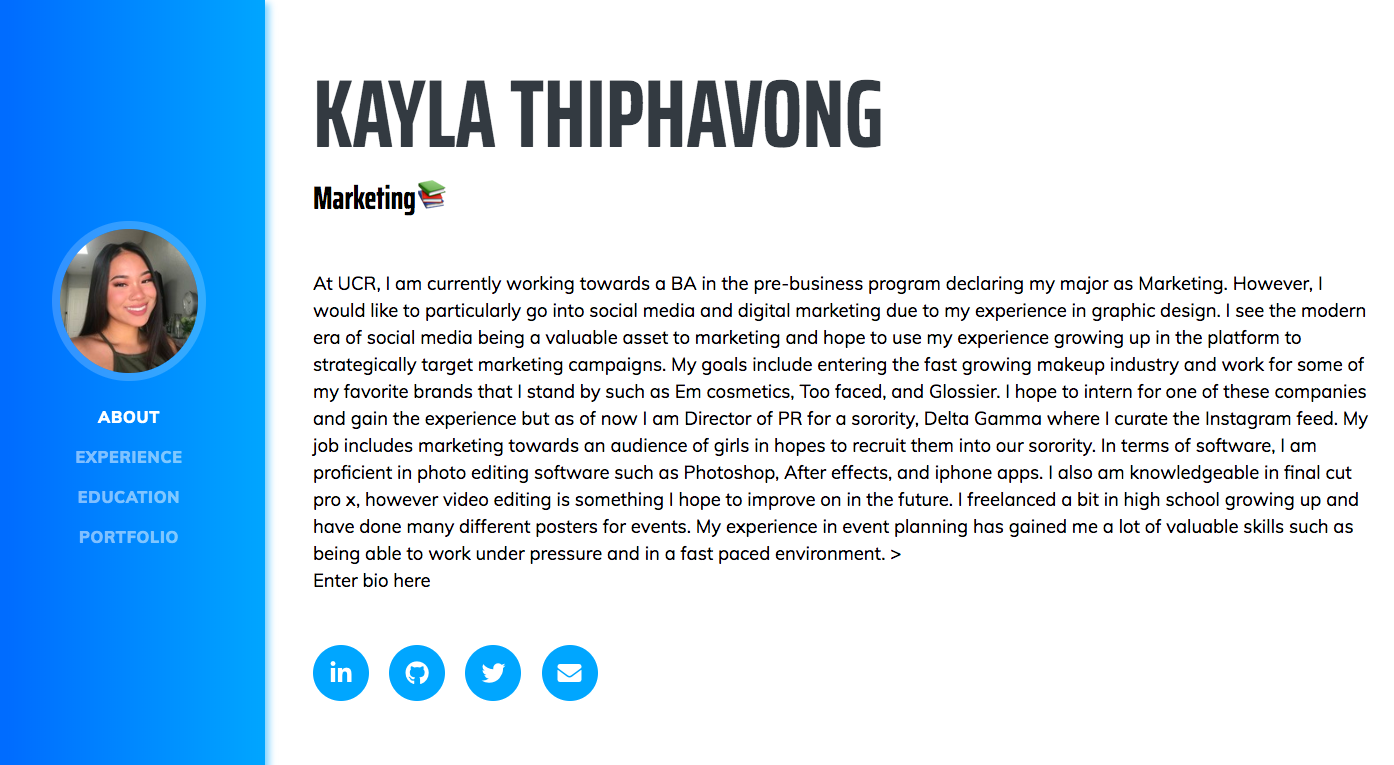 KAYLA THIPHAVONG
Marketing📚
At UCR, I am currently working towards a BA in the pre-business program declaring my major as Marketing. However, I
would like to particularly go into social media and digital marketing due to my experience in graphic design. I see the modern
era of social media being a valuable asset to marketing and hope to use my experience growing up in the platform to
strategically target marketing campaigns. My goals include entering the fast growing makeup industry and work for some of
my favorite brands that I stand by such as Em cosmetics, Too faced, and Glossier. I hope to intern for one of these companies
and gain the experience but as of now I am Director of PR for a sorority, Delta Gamma where I curate the Instagram feed. My
job includes marketing towards an audience of girls in hopes to recruit them into our sorority. In terms of software, I am
proficient in photo editing software such as Photoshop, After effects, and iphone apps. I also am knowledgeable in final cut
pro x, however video editing is something I hope to improve on in the future. I freelanced a bit in high school growing up and
have done many different posters for events. My experience in event planning has gained me a lot of valuable skills such as
being able to work under pressure and in a fast paced environment. >
Enter bio here
ABOUT
EXPERIENCE
EDUCATION
PORTFOLIO
in